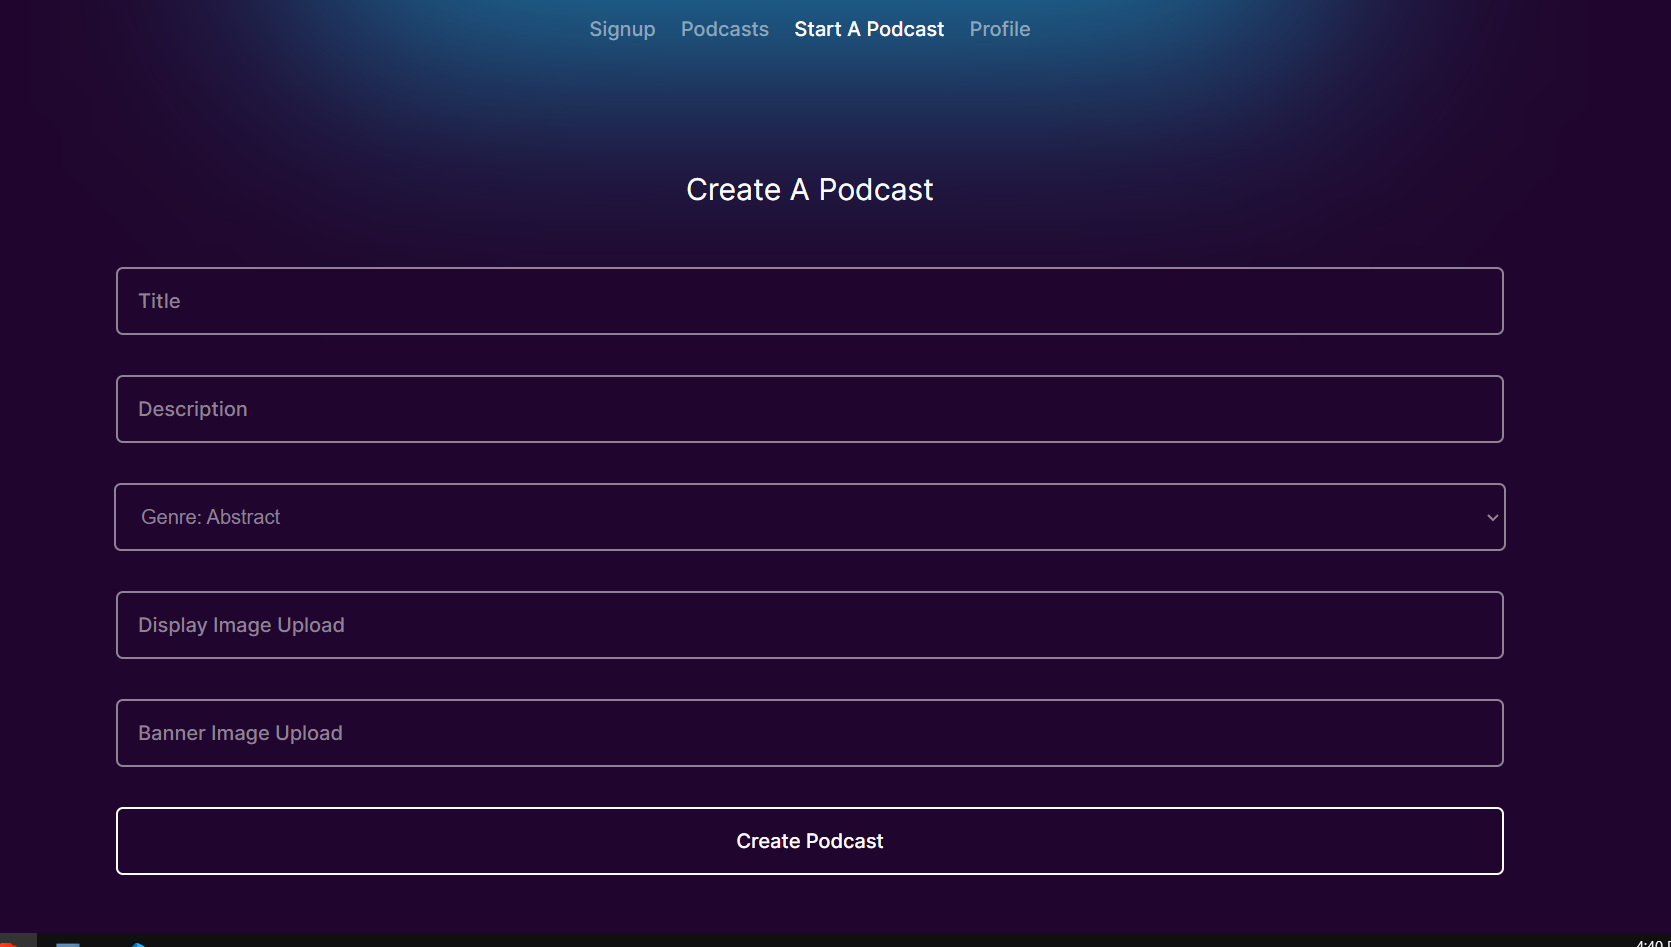 Signup Podcasts Start A Podcast Profile
Create A Podcast
Title
Description
Genre: Abstract
Display Image Upload
Banner Image Upload
Create Podcast